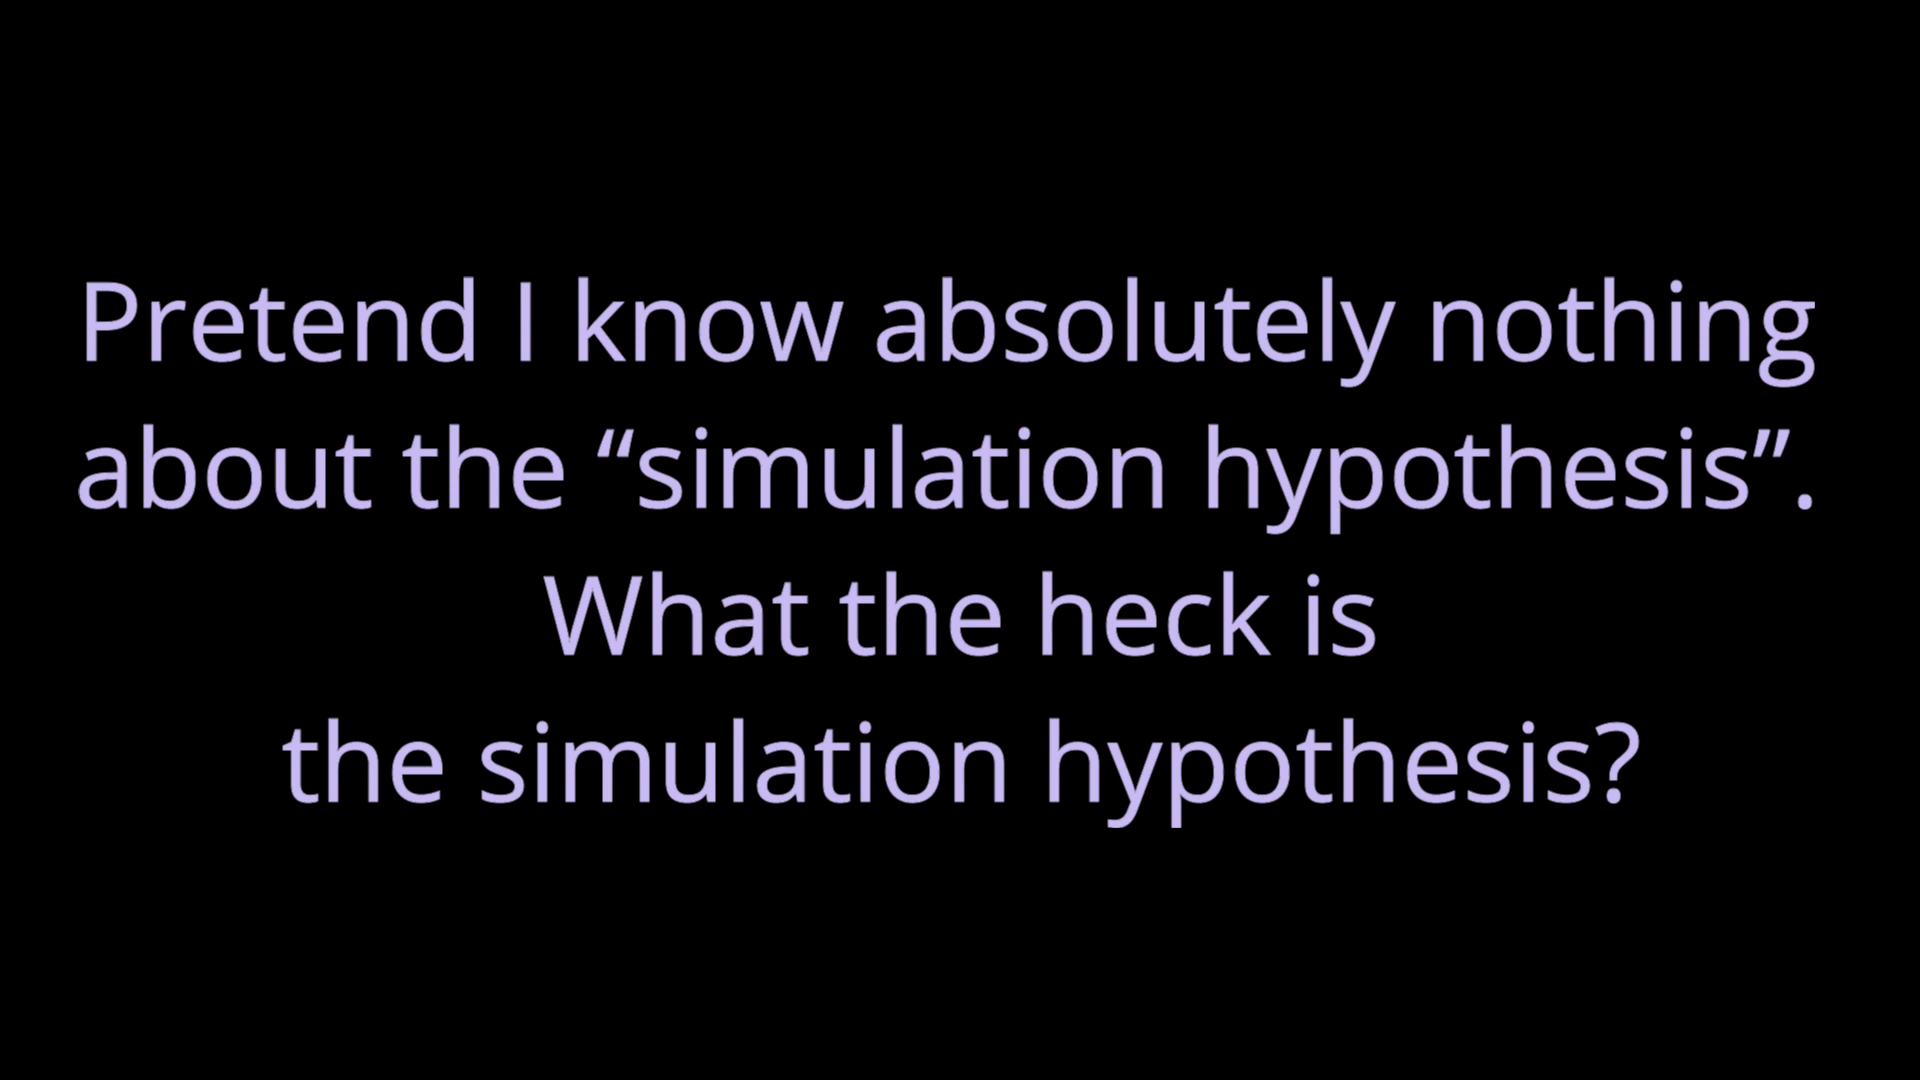 Pretend I know absolutely nothing
about the “simulation hypothesis”.
What the heck is
the simulation hypothesis?